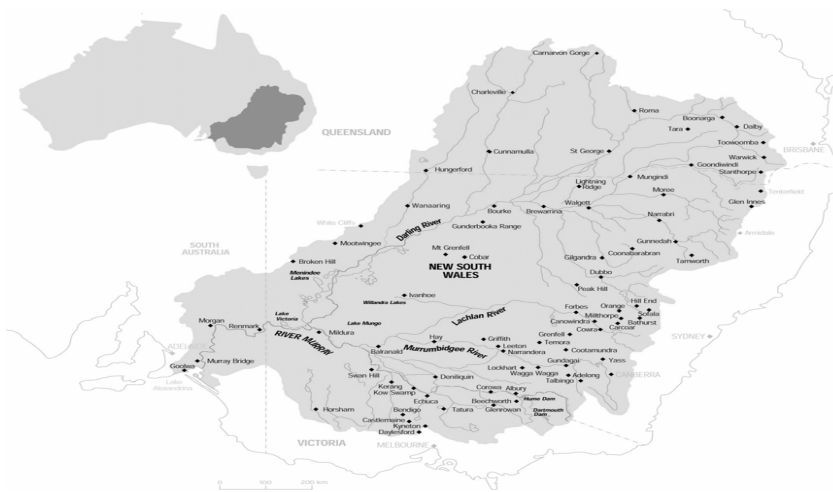 Carnarvon Gorge
Charleville
Roma
Boonarga
Tara
Dalby
QUEENSLAND
Toowoomba
BRISBANE
Cunnamulla
St George
Warwick
Goondiwindi
Stanthorpe
Hungerford
Mungindi
Lightning
Ridge
Moree
Tenterfield
Wanaaring
Bourke
Brewarrina
Walgett
Glen Innes
Narrabri
White Cliffs
Darling River
Gunderbooka Range
Armidale
Mootwingee
Mt Grenfell
Cobar
Gunnedah
Coonabarabran
Gilgandra
Tamworth
SOUTH
AUSTRALIA
Broken Hill
Menindee
Lakes
NEW SOUTH
WALES
Dubbo
Peak Hill
Ivanhoe
Willandra Lakes
Hill End
Orange
Forbes
Millthorpe
Sofala
Lake
Victoria
Lachlan River
Canowindra
Bathurst
Carcoar
Cowra
Morgan
Renmark
Lake Mungo
Mildura
RIVER MURRAY
Grenfell
SYDNEY
Hay
Griffith
Temora
Leeton
Narrandera
Cootamundra
ADELAIDE
Balranald
Murrumbidgee River
Murray Bridge
Goolwa
Gundagai
Yass
Lockhart
Wagga Wagga
Adelong
Talbingo
CANBERRA
Lake
Alexandrina
Swan Hill
Deniliquin
Kerang
Kow Swamp
Corowa
Albury
Echuca
Beechworth
Hume Dam
Horsham
Bendigo
Tatura
Glenrowan
Dartmouth
Dam
Castlemaine
Kyneton
Daylesford
VICTORIA
MELBOURNE
0
100
200 km